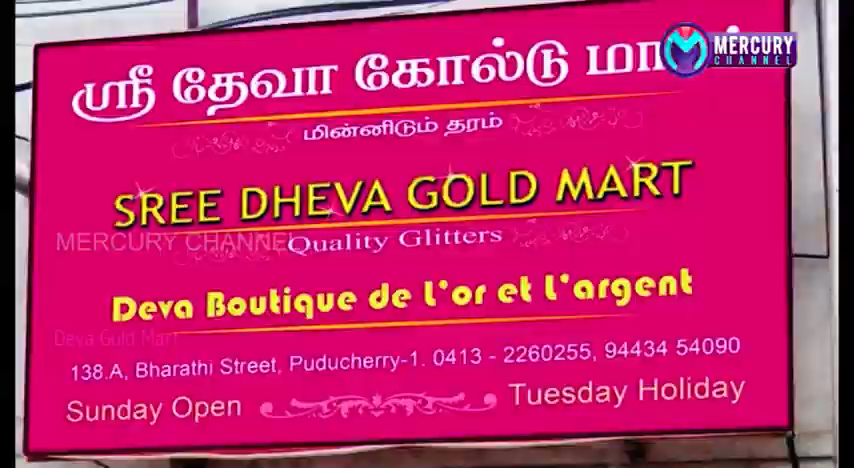 ஸ்ரீ தேவா கோல்டு
MERCURY
CHANNEL
மின்னிடும் தரம்
SREE DHEVA GOLD MART
MERCURY CHANNEL
Quality Glitters
Deva Boutique de L'or et L'argent
Deva Gold Mart
138.A, Bharathi Street, Puducherry-1. 0413 - 2260255, 94434 54090
Sunday Open
Tuesday Holiday